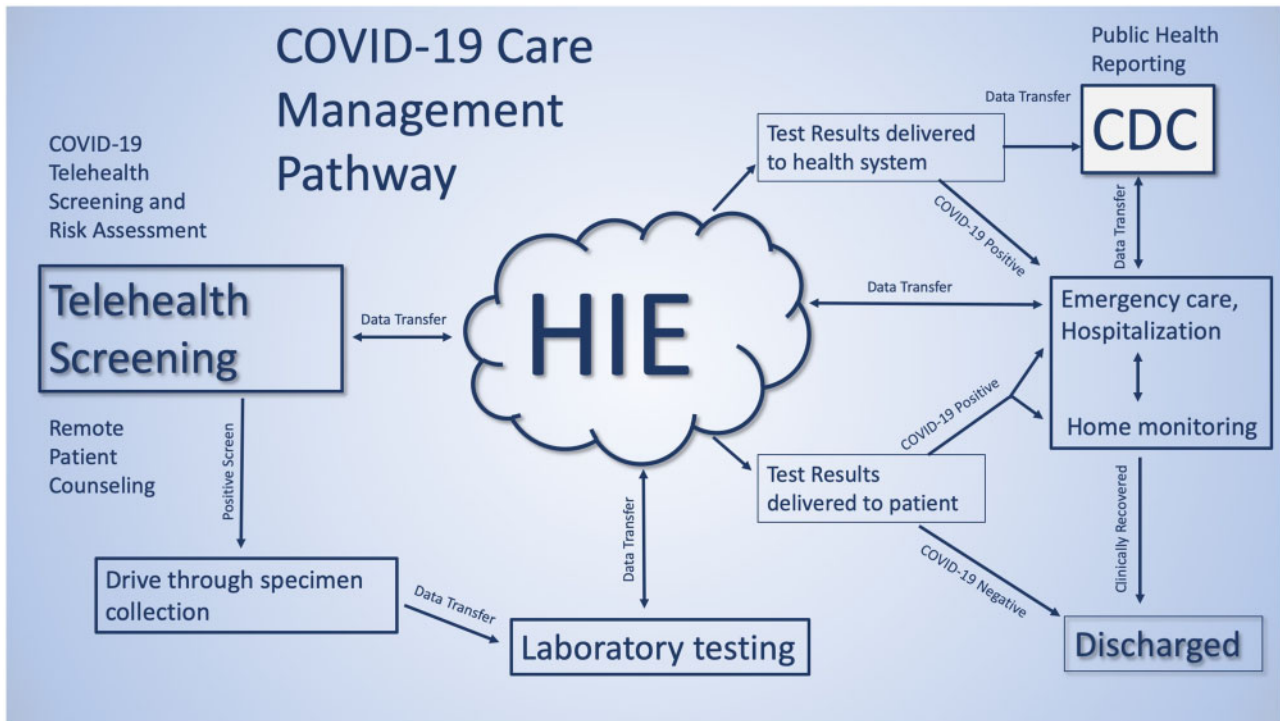 COVID-19 Care
Management
Pathway
COVID-19
Telehealth
Screening and
Risk Assessment
Telehealth
Screening
Remote
Patient
Counseling
Positive Screen
Drive through specimen
collection
Data Transfer
Laboratory testing
Data Transfer
Data Transfer
HIE
Test Results delivered
to health system
Data Transfer
Public Health
Reporting
CDC
COVID-19 Positive
Data Transfer
Data Transfer
Emergency care,
Hospitalization
Home monitoring
COVID-19 Positive
Test Results
delivered to patient
COVID-19 Negative
Clinically Recovered
Discharged